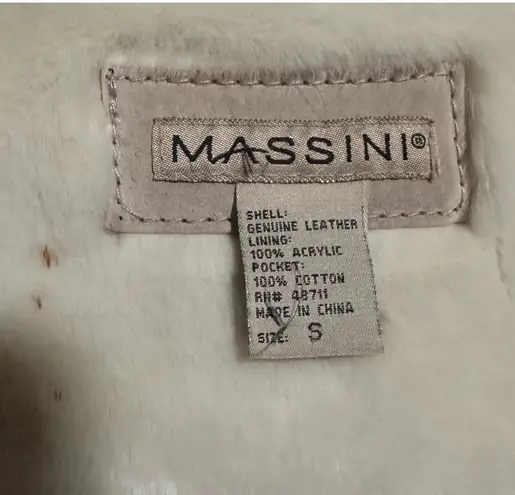 MASSINI®
SHELL:
GENUINE LEATHER
LINING:
100% ACRYLIC
POCKET:
100% COTTON
RN# 48711
MADE IN CHINA
SIZE: S